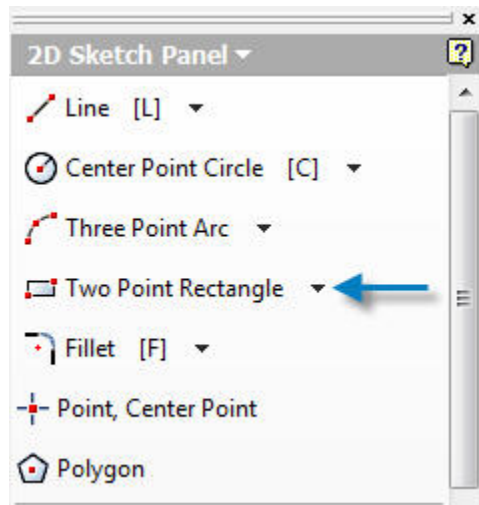 2D Sketch Panel
Line [L]
Center Point Circle [C]
Three Point Arc
Two Point Rectangle
Fillet [F]
Point, Center Point
Polygon